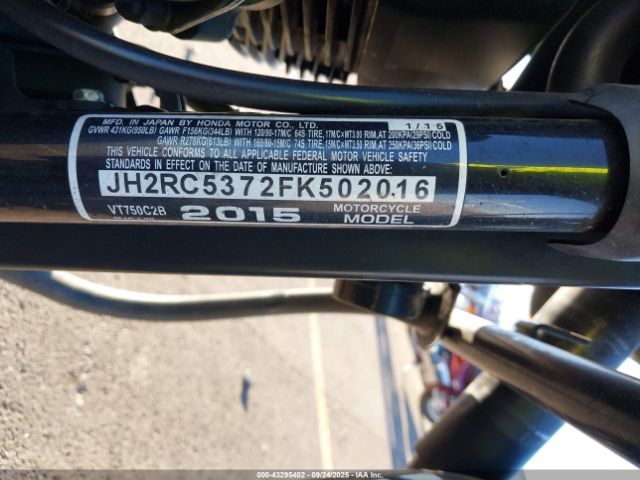 MFD. IN JAPAN BY HONDA MOTOR CO., LTD. 1/15
GVWR 431KG(950LB) GAWR F156KG(344LB) WITH 120/90-17M/C 64S TIRE, 17M/C×MT3.00 RIM, AT 200KPA(29PSI)COLD
GAWR R278KG(613LB) WITH 160/80-15M/C 74S TIRE, 15M/C×MT3.50 RIM, AT 250KPA(36PSI)COLD
THIS VEHICLE CONFORMS TO ALL APPLICABLE FEDERAL MOTOR VEHICLE SAFETY
STANDARDS IN EFFECT ON THE DATE OF MANUFACTURE SHOWN ABOVE:
JH2RC5372FK502016
VT750C2B 2015 MOTORCYCLE
MODEL
00-43295402 - 09/24/2025 - COPYRIGHT IAA, LLC.